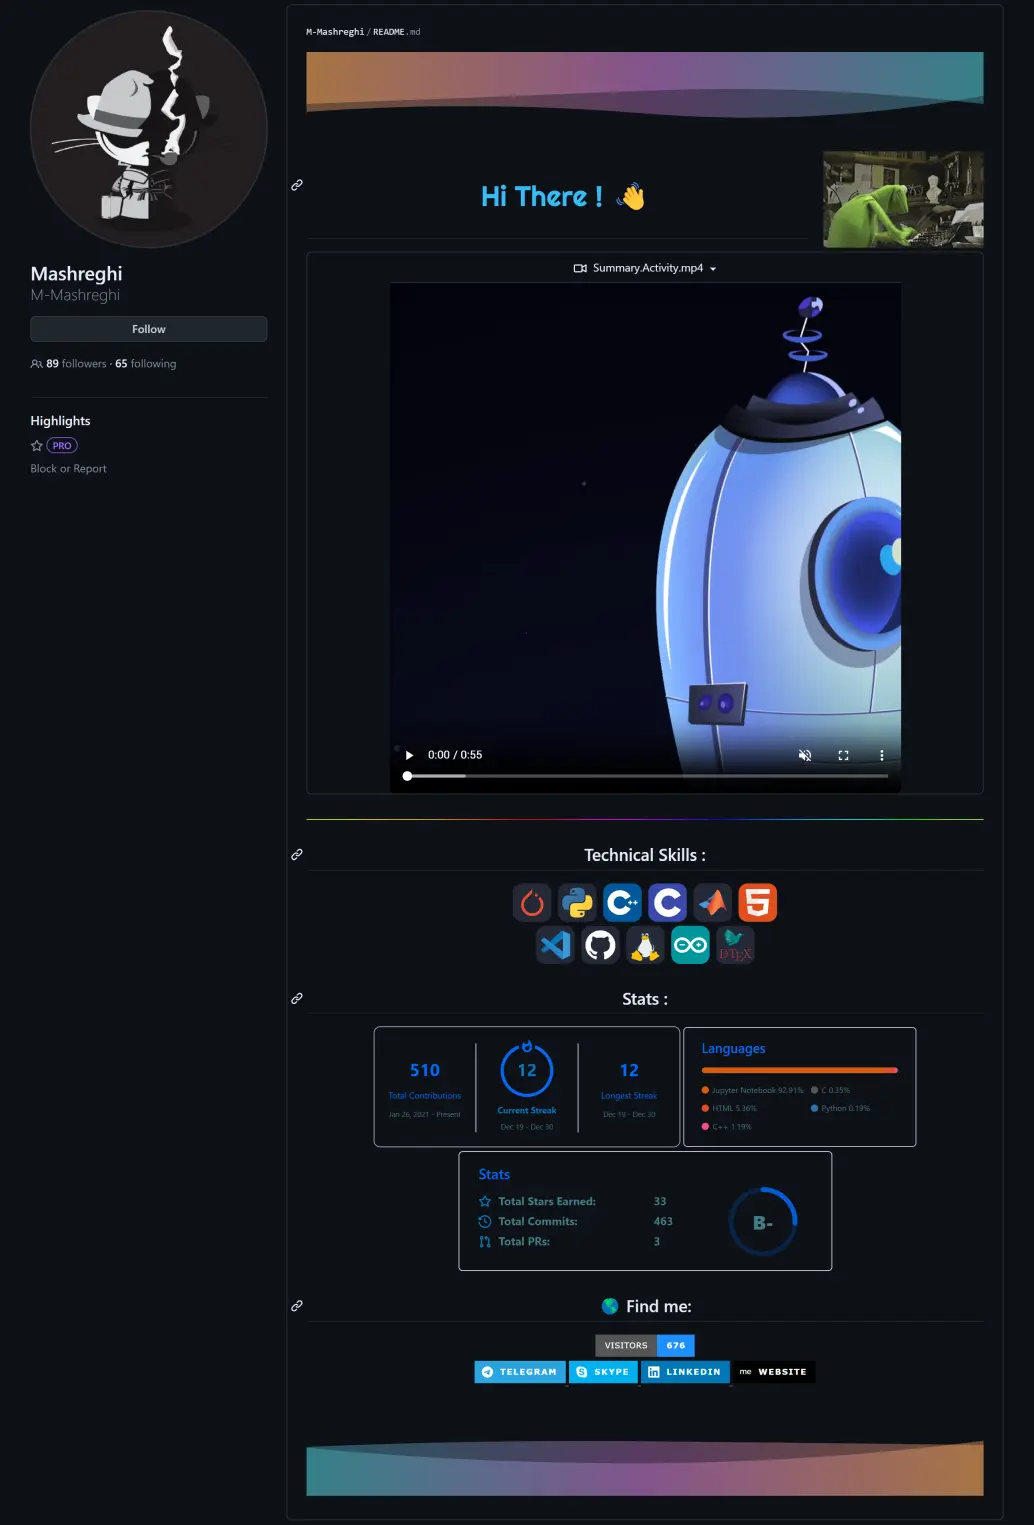 Mashreghi
M-Mashreghi
Follow
89 followers · 65 following
Highlights
PRO
Block or Report
M-Mashreghi / README.md
Hi There ! 👋
Summary.Activity.mp4
0:00 / 0:55
Technical Skills :
C++
C
5
LATEX
Stats :
510
Total Contributions
Jan 26, 2021 - Present
12
Current Streak
Dec 19 - Dec 30
12
Longest Streak
Dec 19 - Dec 30
Languages
Jupyter Notebook 92.91%
C 0.35%
HTML 5.36%
Python 0.19%
C++ 1.19%
Stats
Total Stars Earned: 33
Total Commits: 463
Total PRs: 3
B-
🌎 Find me:
VISITORS 676
TELEGRAM
SKYPE
LINKEDIN
me WEBSITE